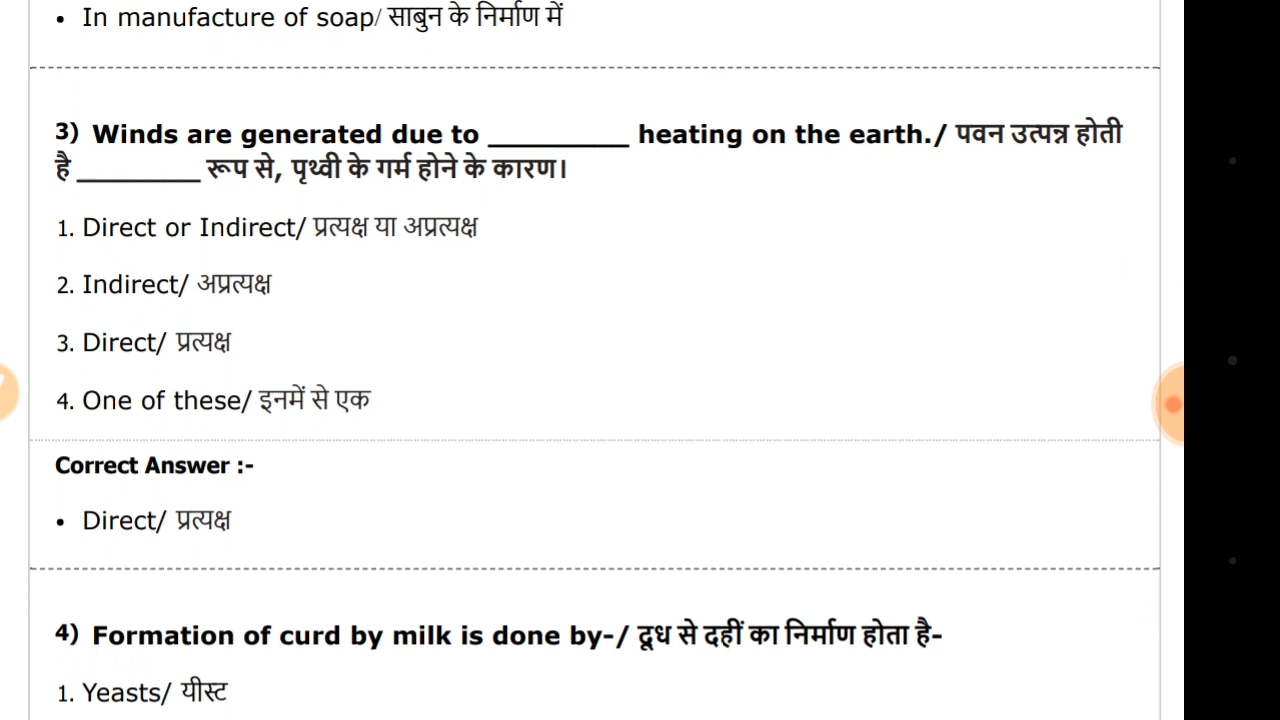 • In manufacture of soap/ साबुन के निर्माण में
3) Winds are generated due to _________ heating on the earth./ पवन उत्पन्न होती
है _________ रूप से, पृथ्वी के गर्म होने के कारण।
1. Direct or Indirect/ प्रत्यक्ष या अप्रत्यक्ष
2. Indirect/ अप्रत्यक्ष
3. Direct/ प्रत्यक्ष
4. One of these/ इनमें से एक
Correct Answer :-
• Direct/ प्रत्यक्ष
4) Formation of curd by milk is done by-/ दूध से दहीं का निर्माण होता है-
1. Yeasts/ यीस्ट